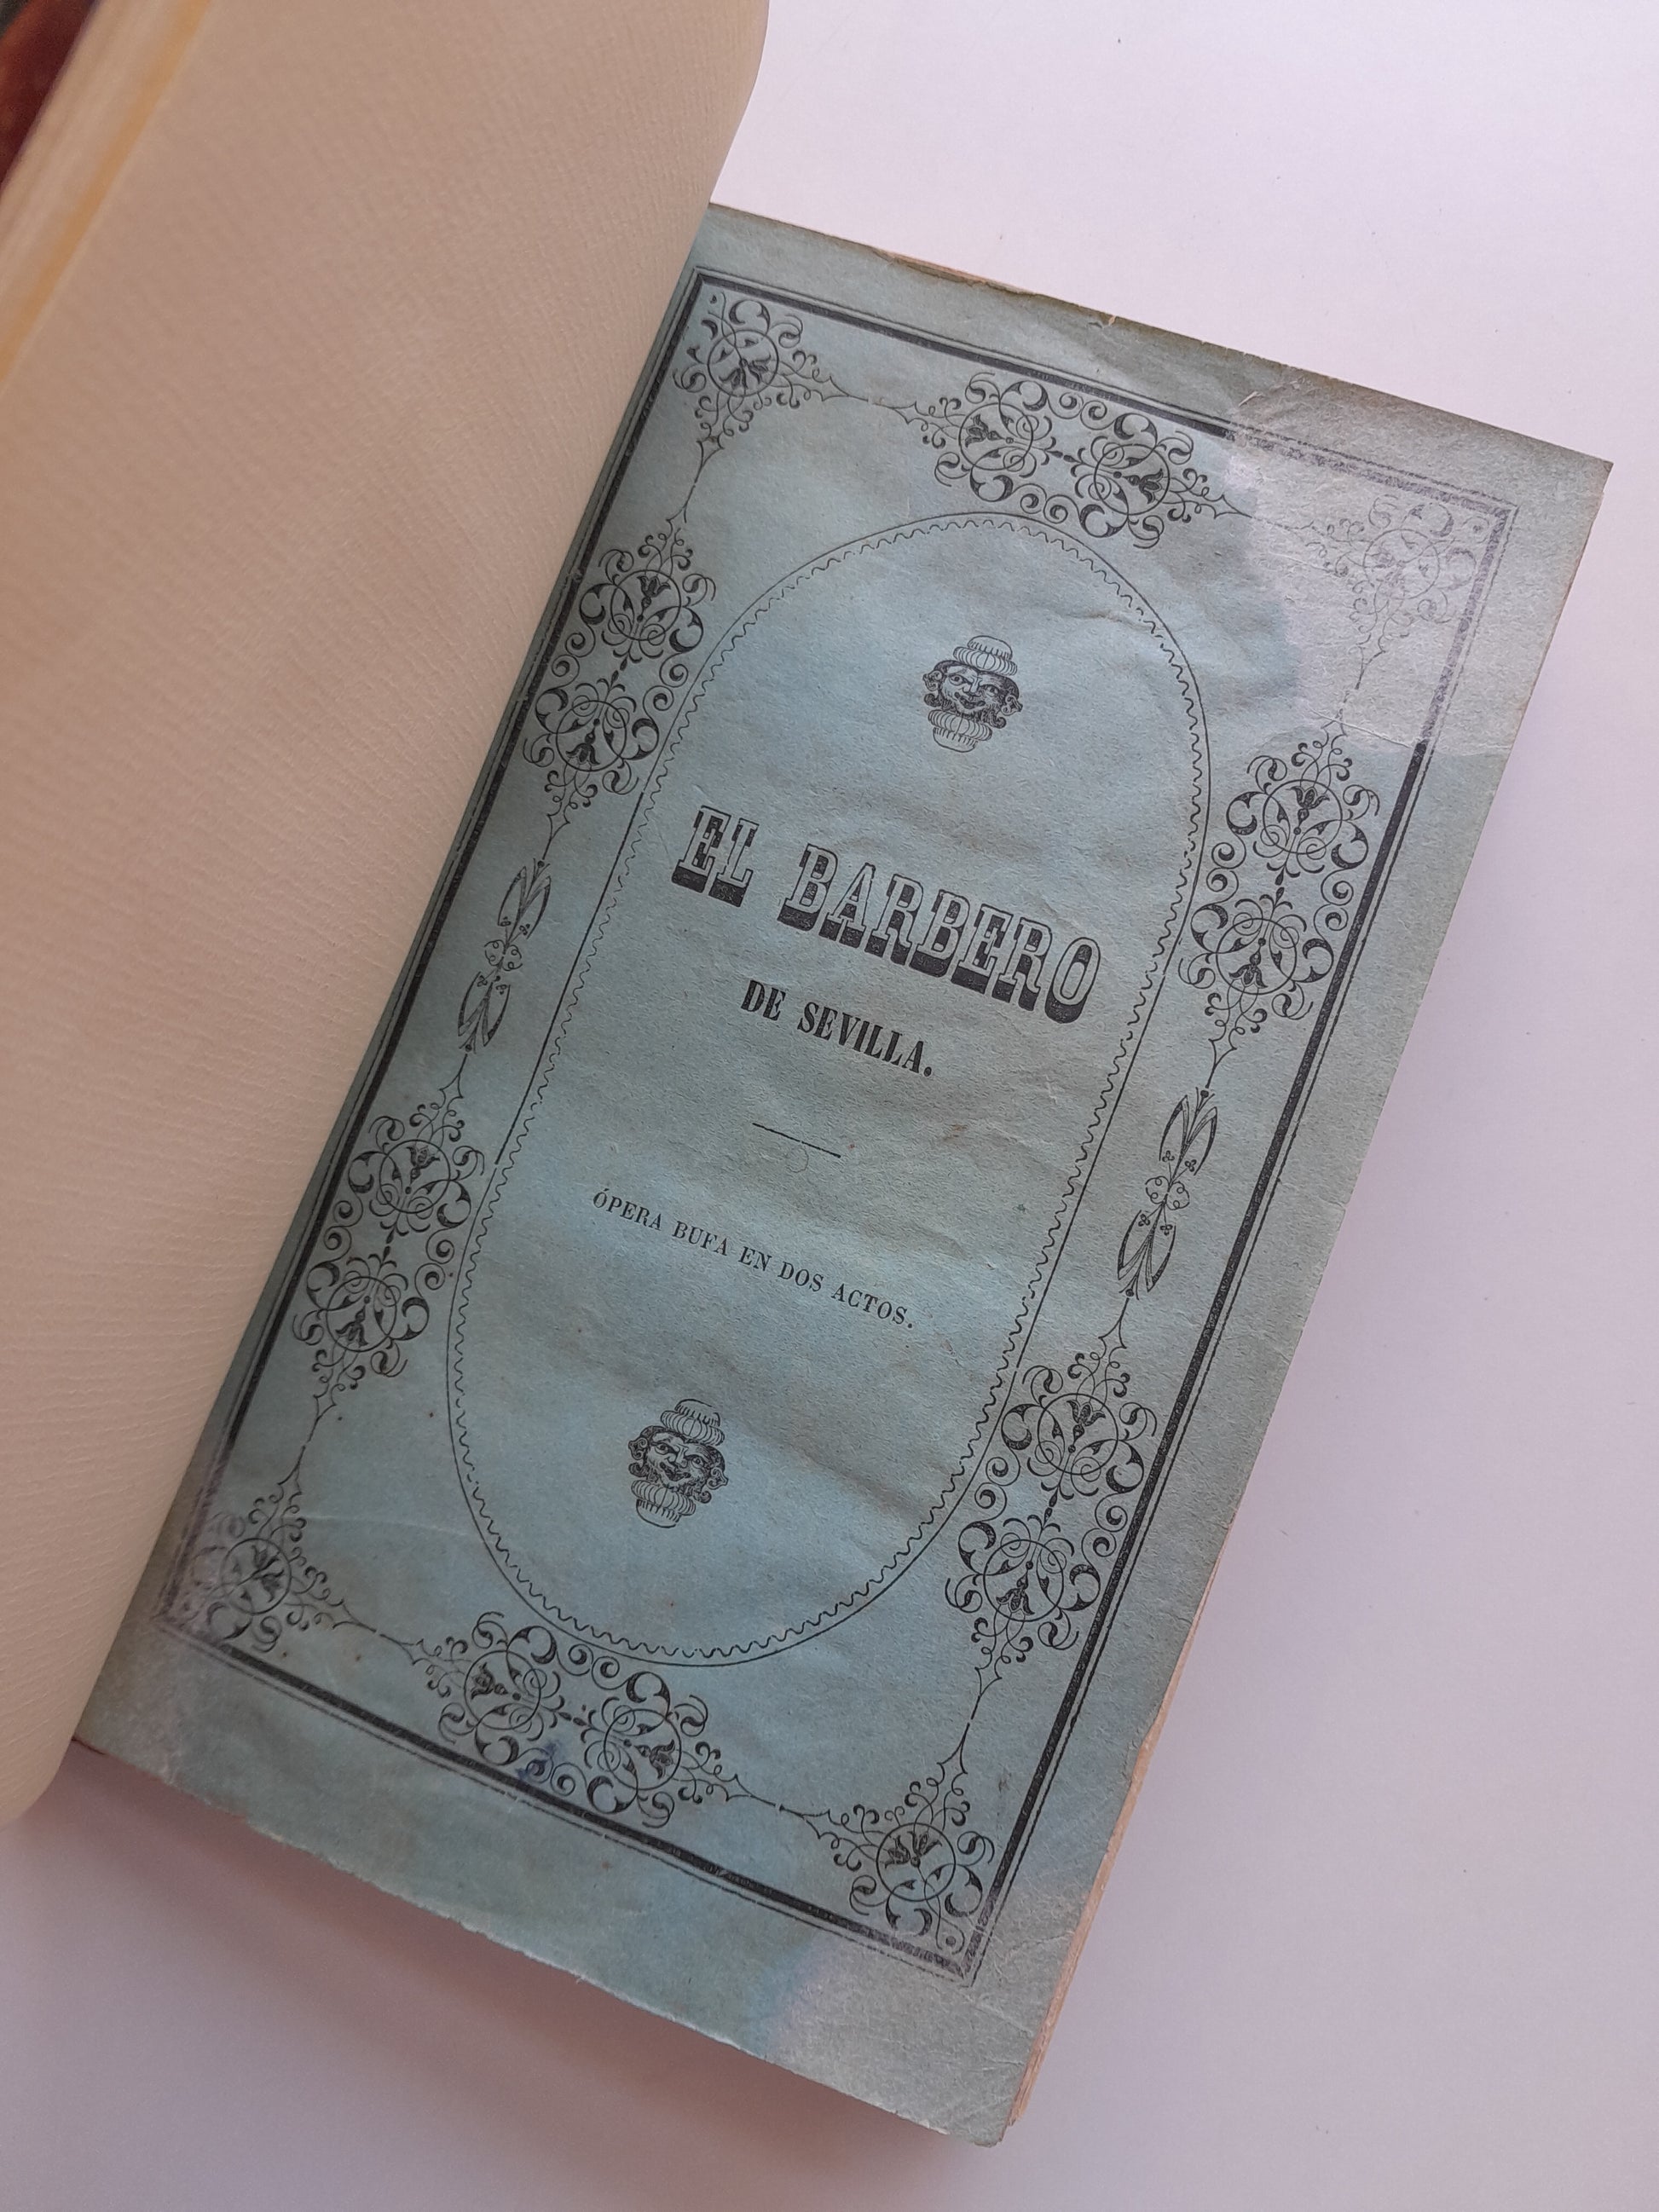 EL BARBERO
DE SEVILLA.
ÓPERA BUFA EN DOS ACTOS.